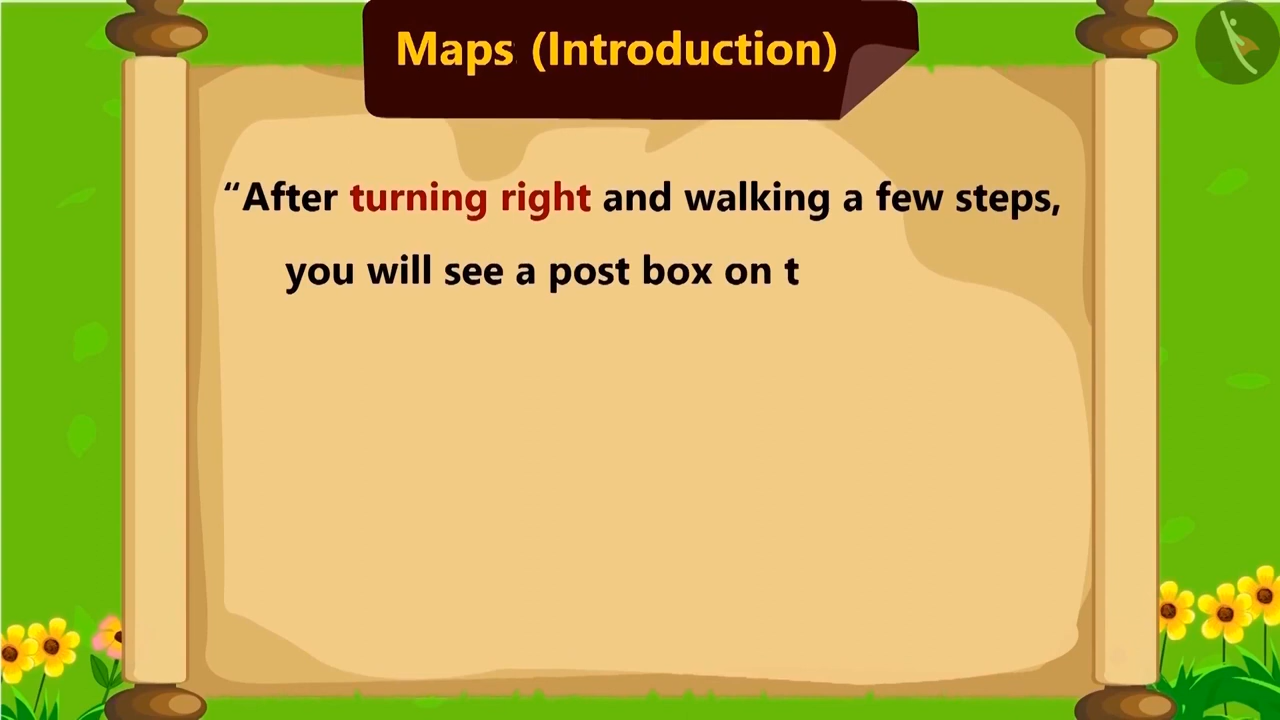 Maps (Introduction)
“After turning right and walking a few steps,
you will see a post box on t